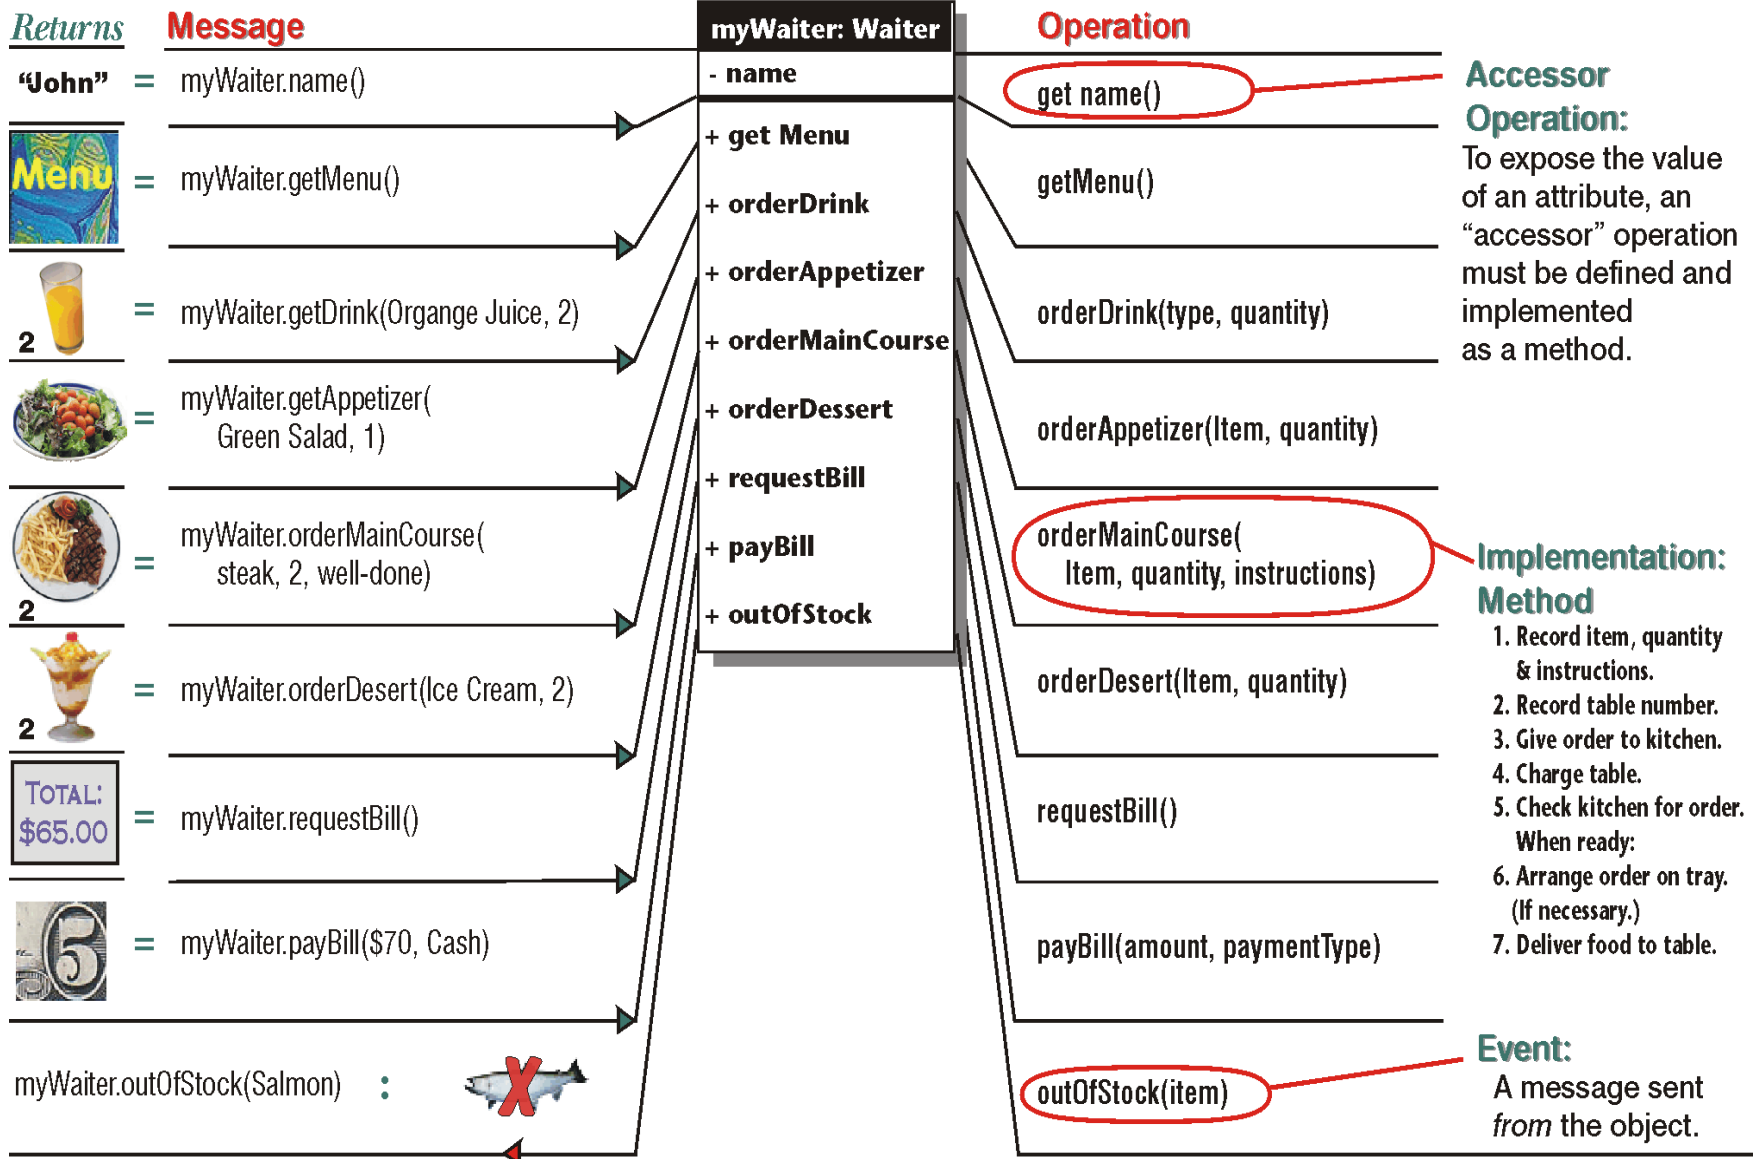 Returns
Message
“John” = myWaiter.name()
Menu = myWaiter.getMenu()
2 = myWaiter.getDrink(Organge Juice, 2)
= myWaiter.getAppetizer(
Green Salad, 1)
2 = myWaiter.orderMainCourse(
steak, 2, well-done)
2 = myWaiter.orderDesert(Ice Cream, 2)
TOTAL:
$65.00 = myWaiter.requestBill()
5 = myWaiter.payBill($70, Cash)
myWaiter.outOfStock(Salmon) : X
myWaiter: Waiter
- name
+ get Menu
+ orderDrink
+ orderAppetizer
+ orderMainCourse
+ orderDessert
+ requestBill
+ payBill
+ outOfStock
Operation
get name()
getMenu()
orderDrink(type, quantity)
orderAppetizer(Item, quantity)
orderMainCourse(
Item, quantity, instructions)
orderDesert(Item, quantity)
requestBill()
payBill(amount, paymentType)
outOfStock(item)
Accessor
Operation:
To expose the value
of an attribute, an
“accessor” operation
must be defined and
implemented
as a method.
Implementation:
Method
1. Record item, quantity
& instructions.
2. Record table number.
3. Give order to kitchen.
4. Charge table.
5. Check kitchen for order.
When ready:
6. Arrange order on tray.
(If necessary.)
7. Deliver food to table.
Event:
A message sent
from the object.